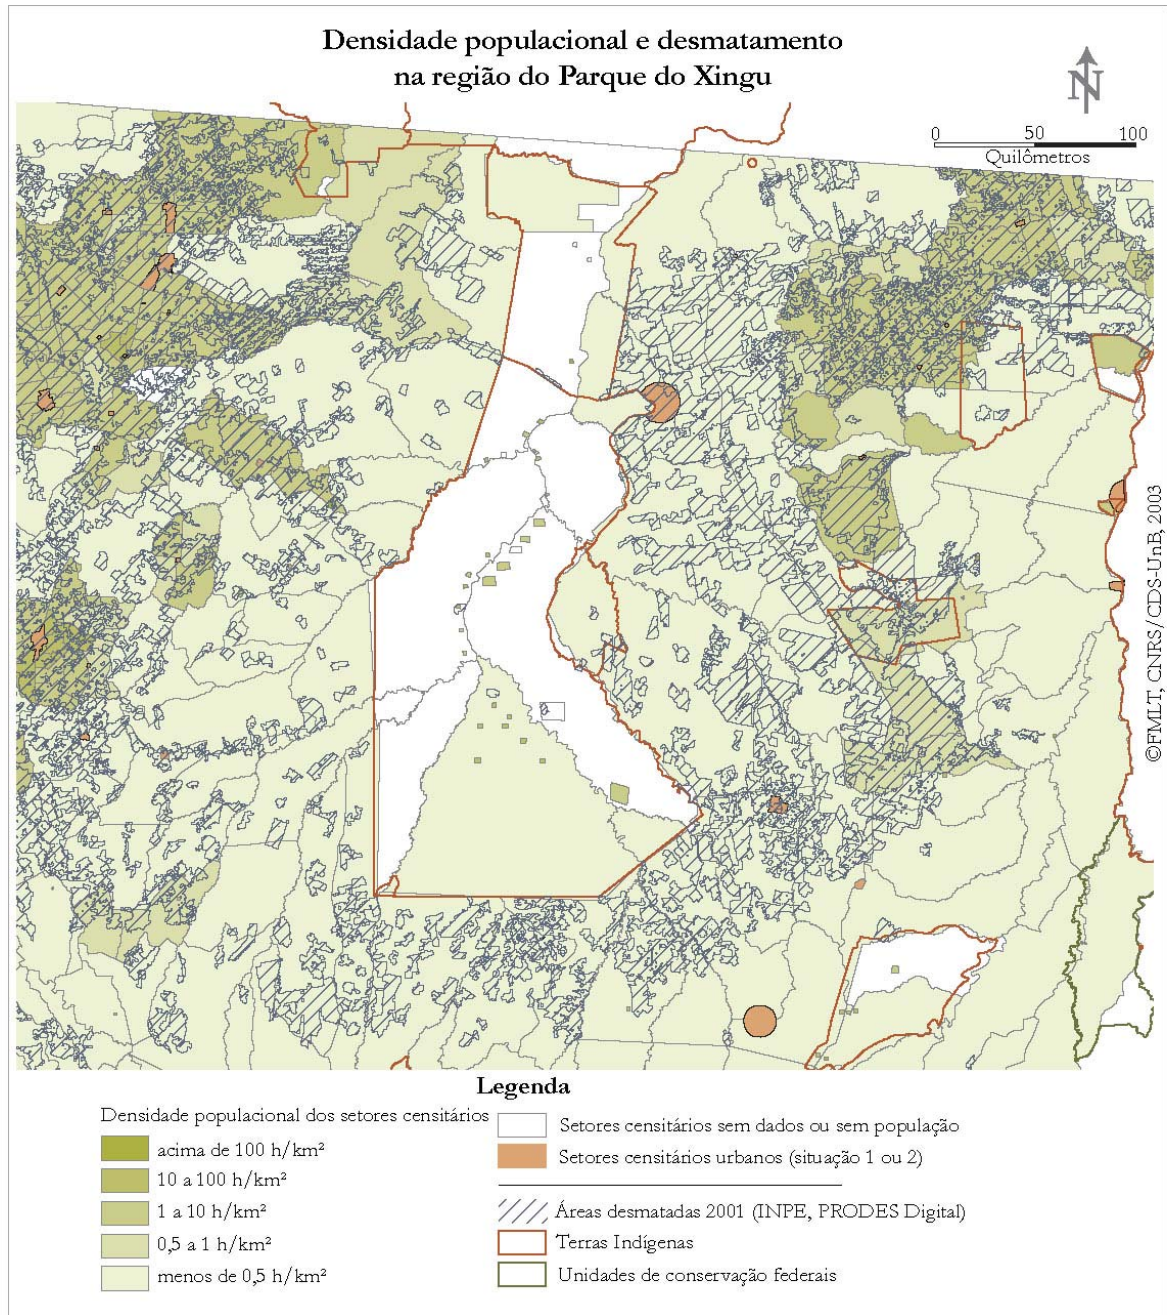 Densidade populacional e desmatamento
na região do Parque do Xingu
N
0 50 100
Quilômetros
©FMLT, CNRS/CDS-UnB, 2003
Legenda
Densidade populacional dos setores censitários
acima de 100 h/km²
10 a 100 h/km²
1 a 10 h/km²
0,5 a 1 h/km²
menos de 0,5 h/km²
Setores censitários sem dados ou sem população
Setores censitários urbanos (situação 1 ou 2)
Áreas desmatadas 2001 (INPE, PRODES Digital)
Terras Indígenas
Unidades de conservação federais